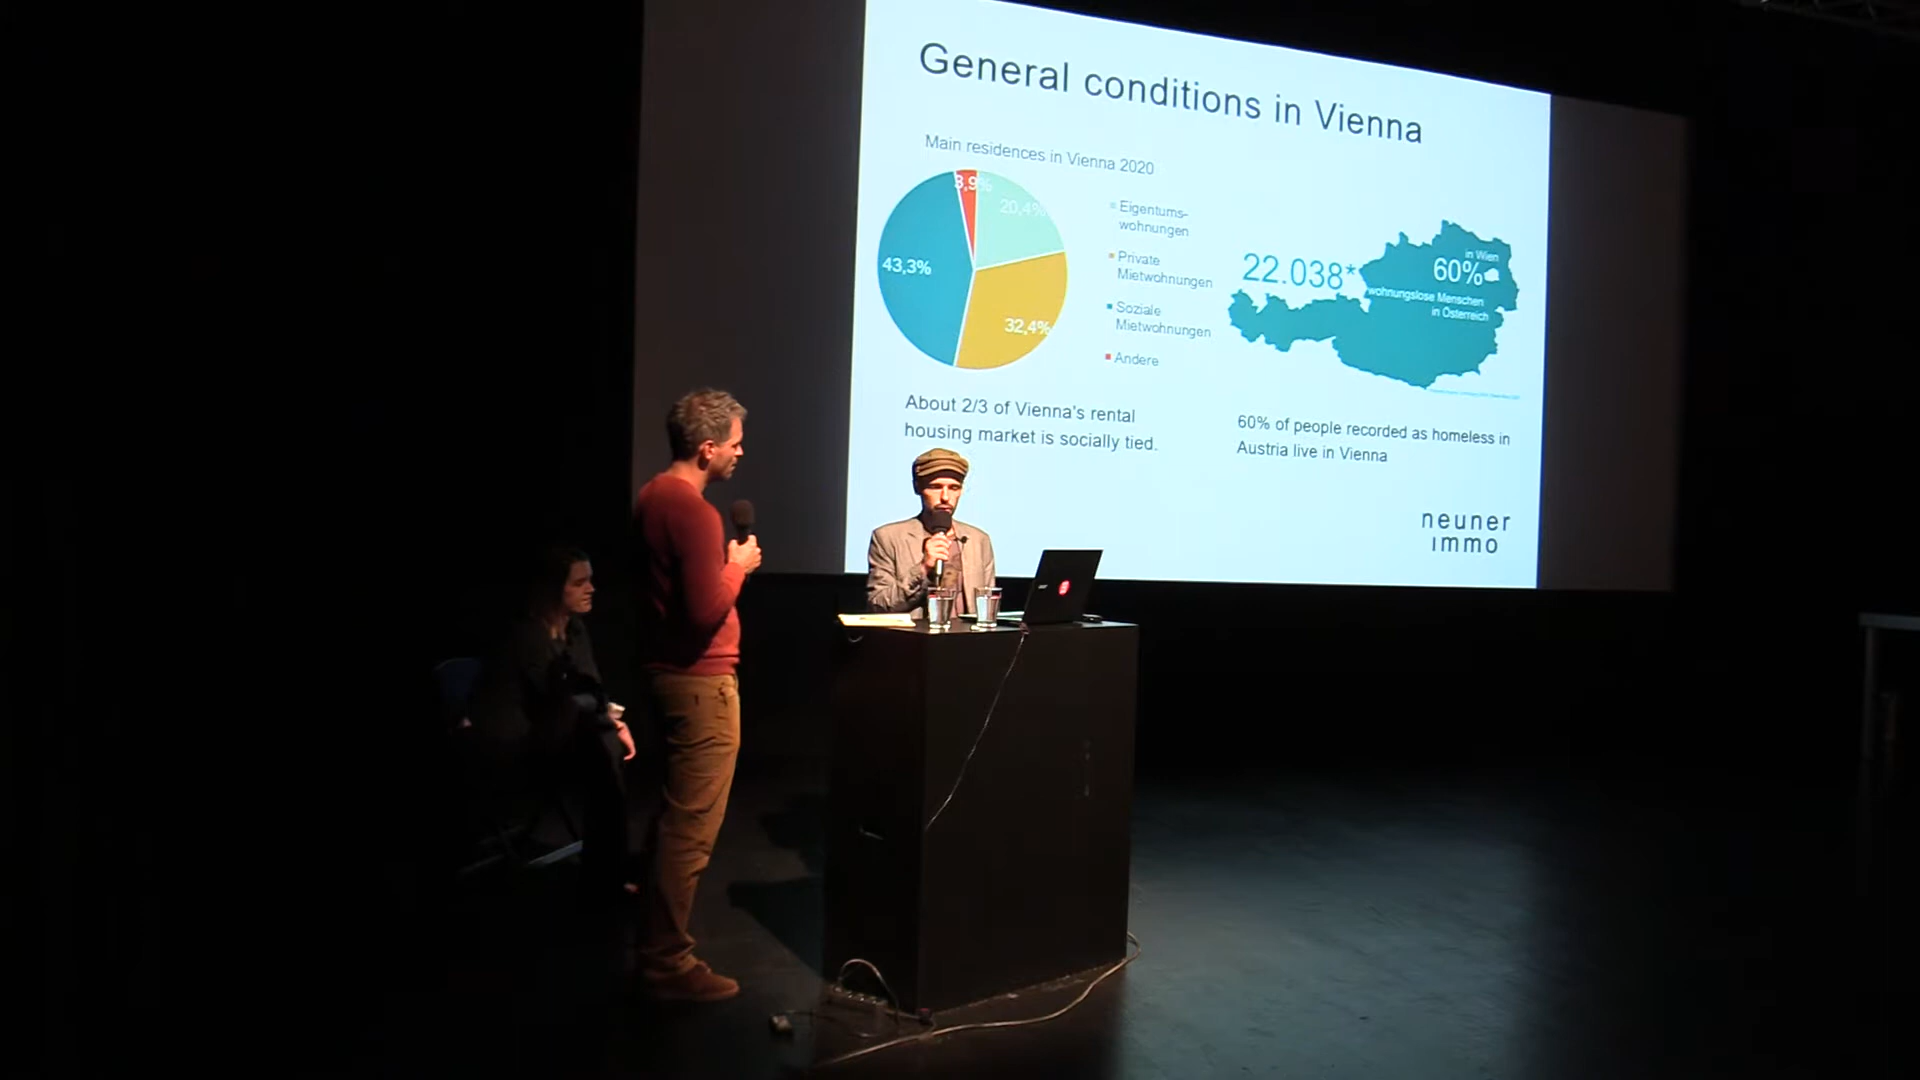 General conditions in Vienna
Main residences in Vienna 2020
3,9%
20,4%
43,3%
32,4%
Eigentums-
wohnungen
Private
Mietwohnungen
Soziale
Mietwohnungen
Andere
22.038*
in Wien
60%
wohnungslose Menschen
in Österreich
About 2/3 of Vienna's rental
housing market is socially tied.
60% of people recorded as homeless in
Austria live in Vienna
neuner
immo